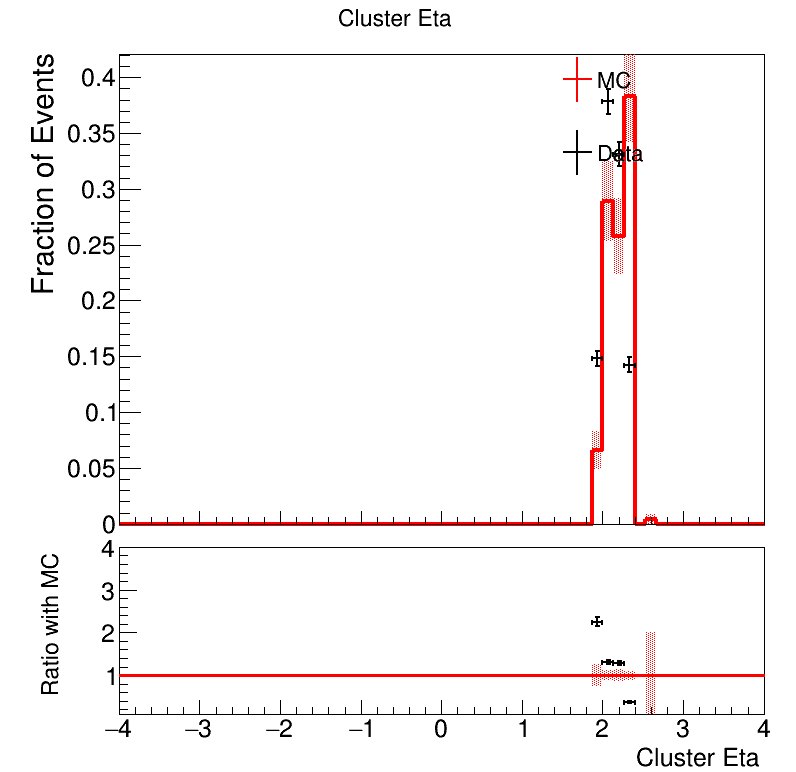 Cluster Eta
Fraction of Events
0.4
0.35
0.3
0.25
0.2
0.15
0.1
0.05
0
MC
Data
Ratio with MC
4
3
2
1
−4 −3 −2 −1 0 1 2 3 4
Cluster Eta